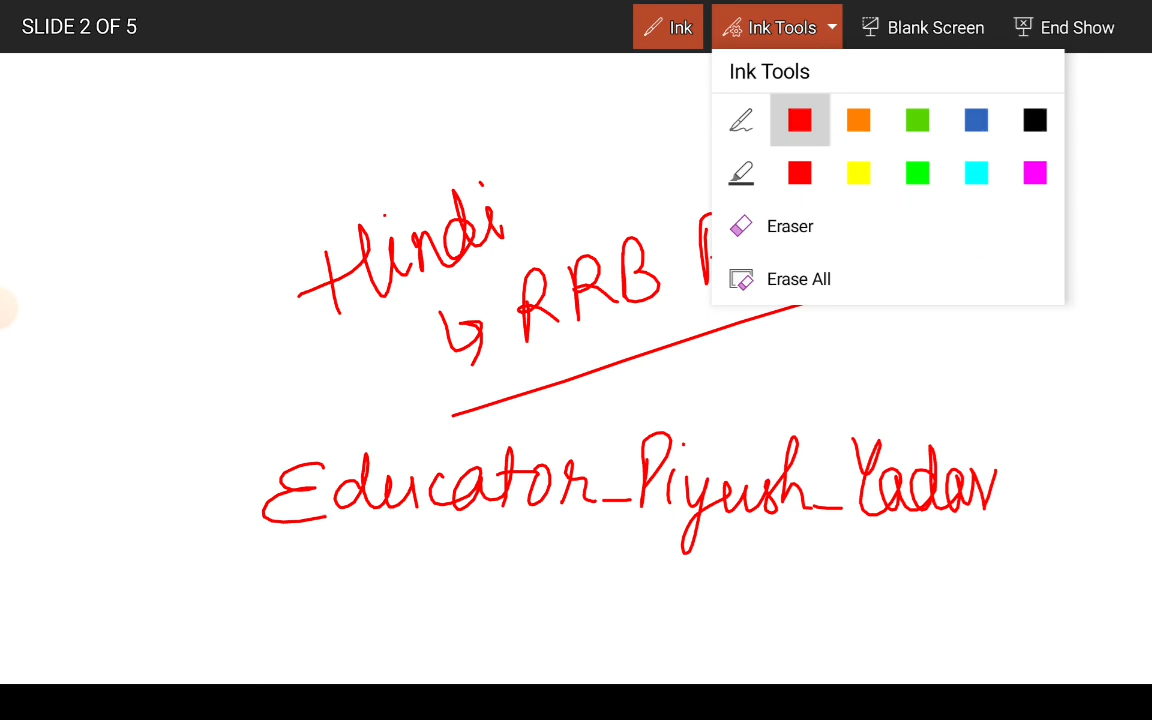 SLIDE 2 OF 5
Ink
Ink Tools
Blank Screen
End Show
Ink Tools
Eraser
Erase All
Hindi
↳ RRB
Educator_Piyush_Yadav